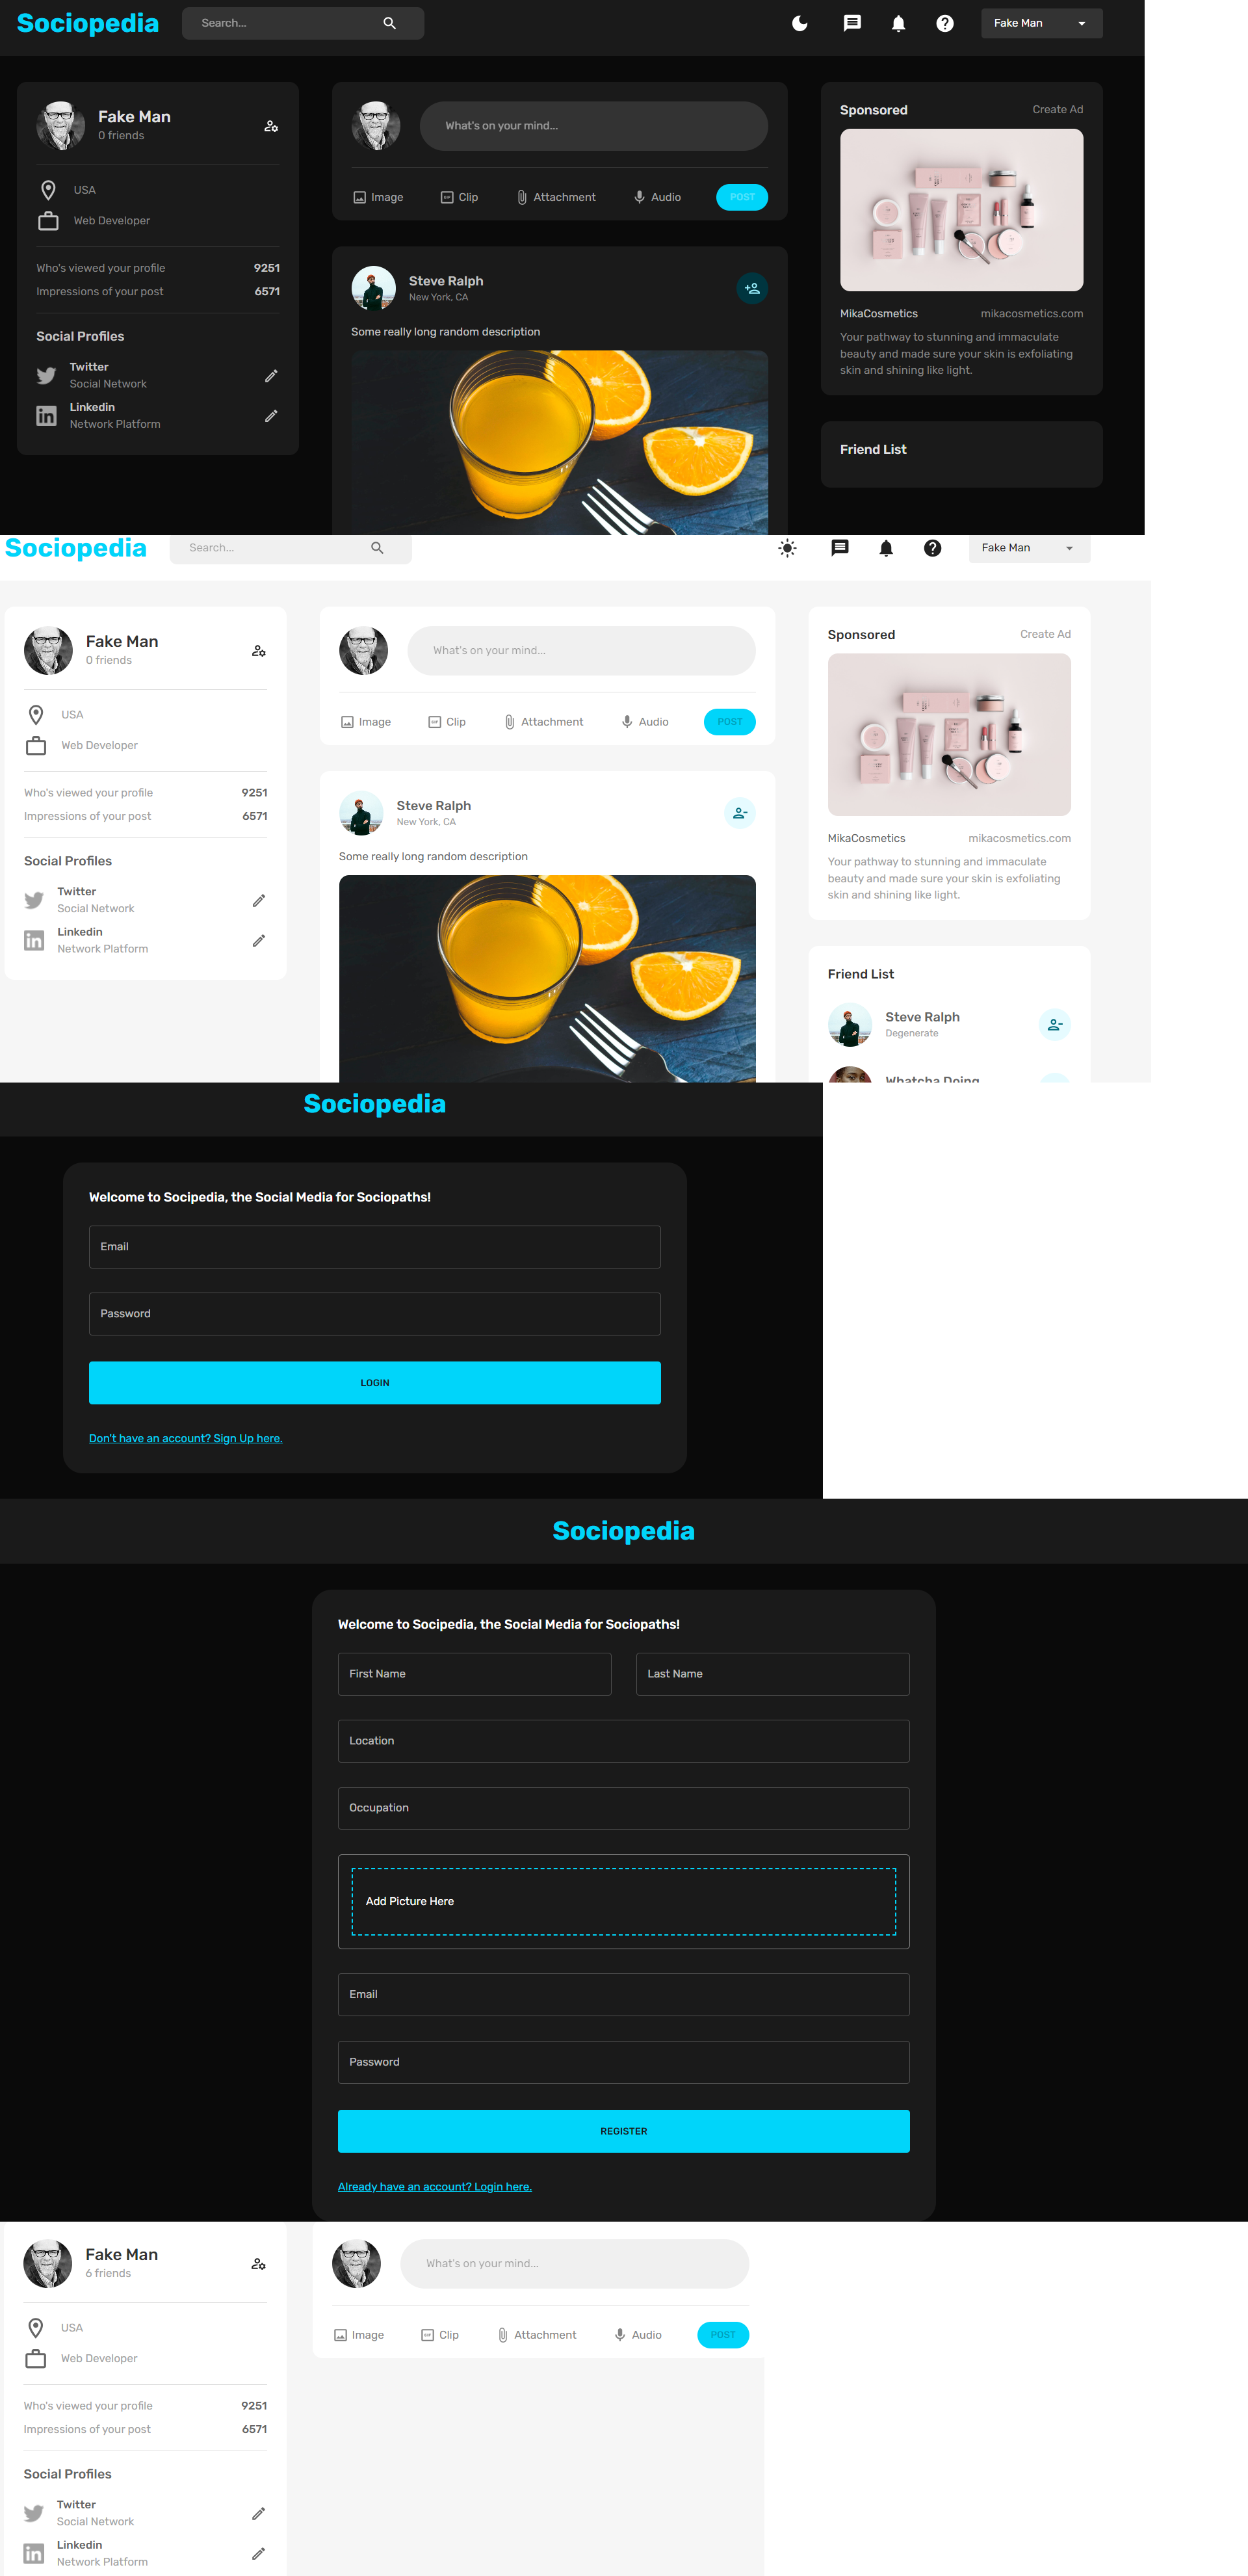 Sociopedia
Search...
Fake Man
Fake Man
0 friends
USA
Web Developer
Who's viewed your profile 9251
Impressions of your post 6571
Social Profiles
Twitter
Social Network
Linkedin
Network Platform
What's on your mind...
Image Clip Attachment Audio POST
Steve Ralph
New York, CA
Some really long random description
Sponsored Create Ad
MikaCosmetics mikacosmetics.com
Your pathway to stunning and immaculate
beauty and made sure your skin is exfoliating
skin and shining like light.
Friend List
Sociopedia
Search...
Fake Man
Fake Man
0 friends
USA
Web Developer
Who's viewed your profile 9251
Impressions of your post 6571
Social Profiles
Twitter
Social Network
Linkedin
Network Platform
What's on your mind...
Image Clip Attachment Audio POST
Steve Ralph
New York, CA
Some really long random description
Sponsored Create Ad
MikaCosmetics mikacosmetics.com
Your pathway to stunning and immaculate
beauty and made sure your skin is exfoliating
skin and shining like light.
Friend List
Steve Ralph
Degenerate
Whatcha Doing
Sociopedia
Welcome to Socipedia, the Social Media for Sociopaths!
Email
Password
LOGIN
Don't have an account? Sign Up here.
Sociopedia
Welcome to Socipedia, the Social Media for Sociopaths!
First Name Last Name
Location
Occupation
Add Picture Here
Email
Password
REGISTER
Already have an account? Login here.
Fake Man
6 friends
USA
Web Developer
Who's viewed your profile 9251
Impressions of your post 6571
Social Profiles
Twitter
Social Network
Linkedin
Network Platform
What's on your mind...
Image Clip Attachment Audio POST